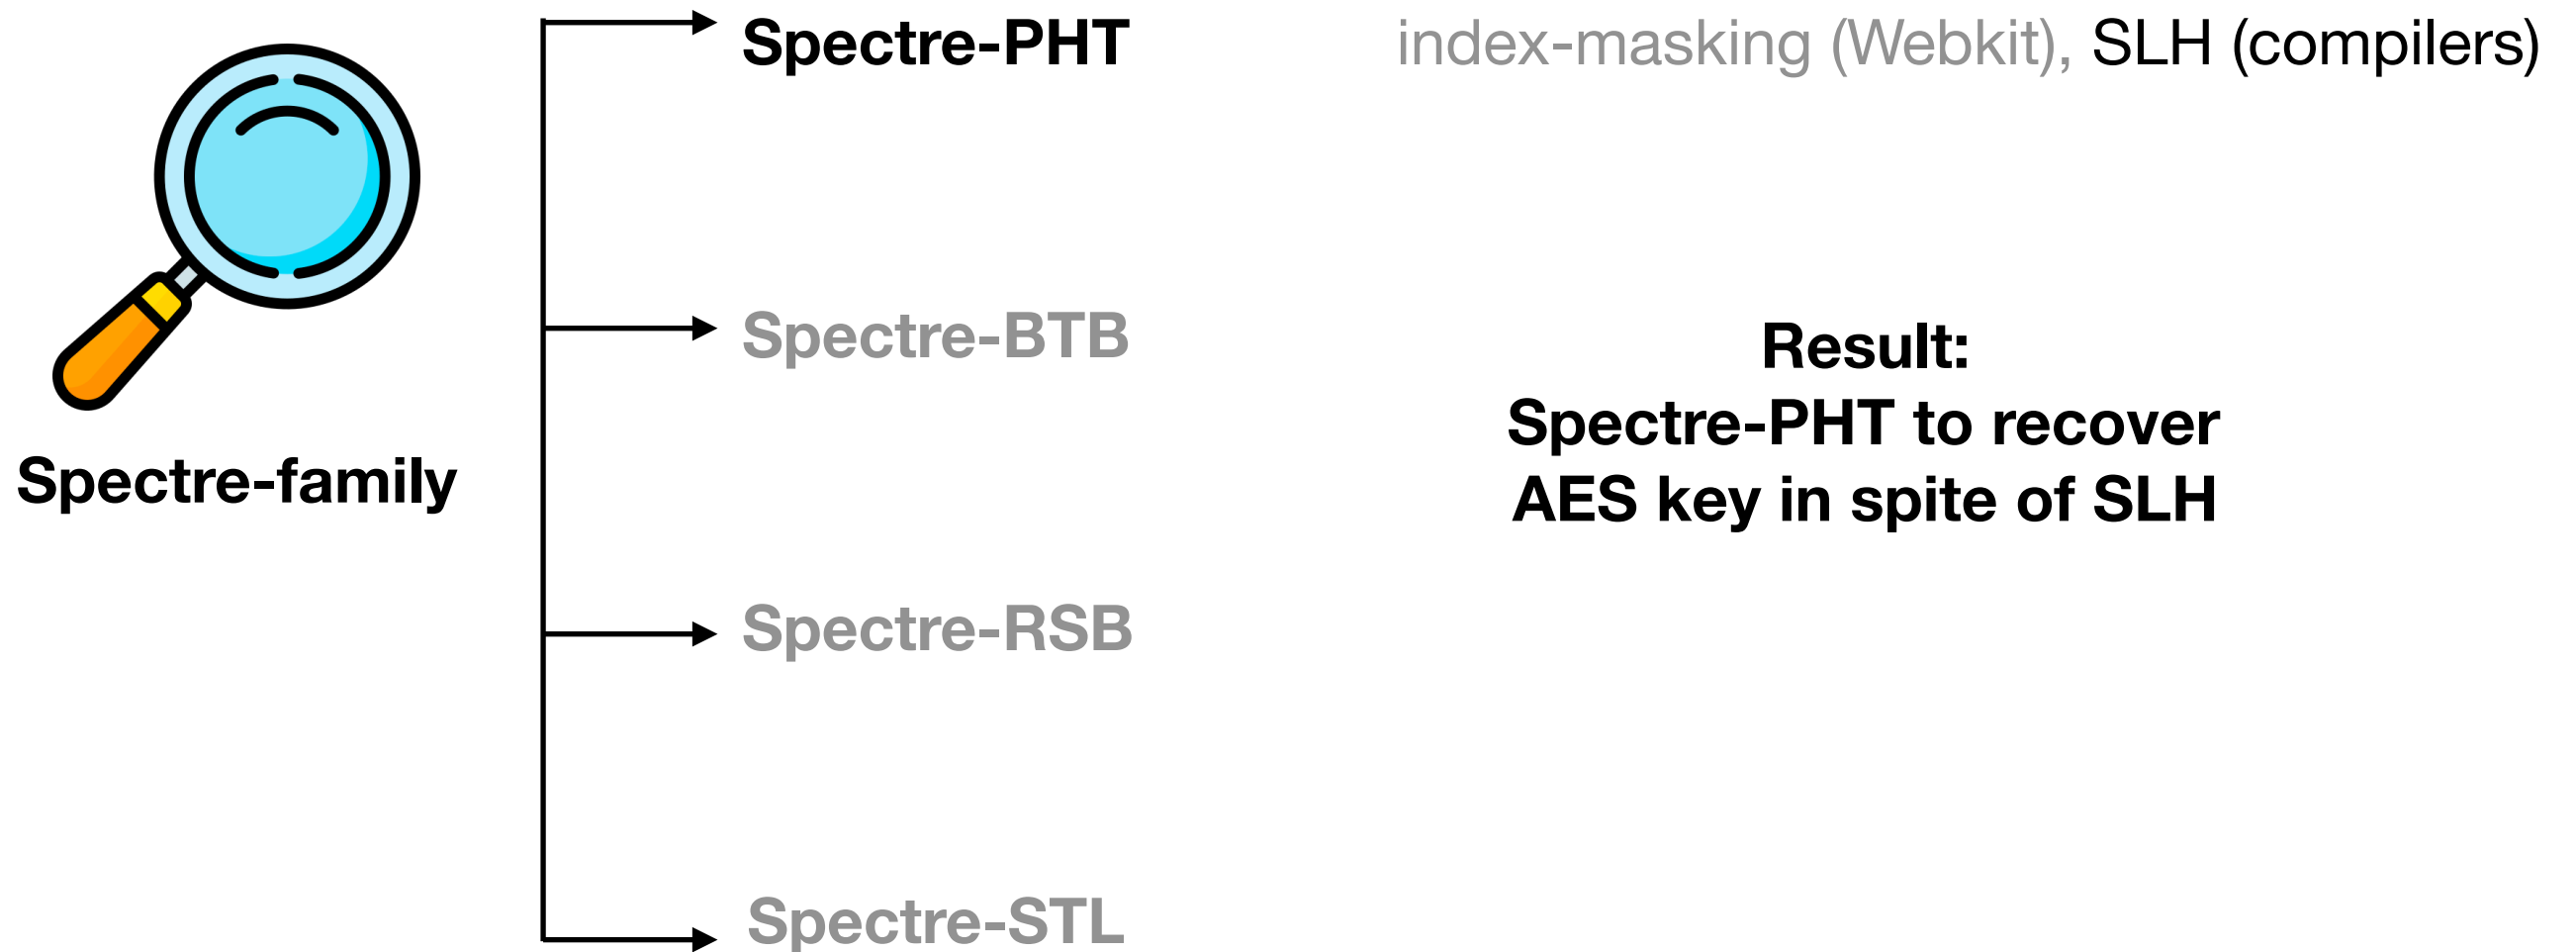 Spectre-PHT
index-masking (Webkit), SLH (compilers)
Spectre-family
Spectre-BTB
Result:
Spectre-PHT to recover
AES key in spite of SLH
Spectre-RSB
Spectre-STL